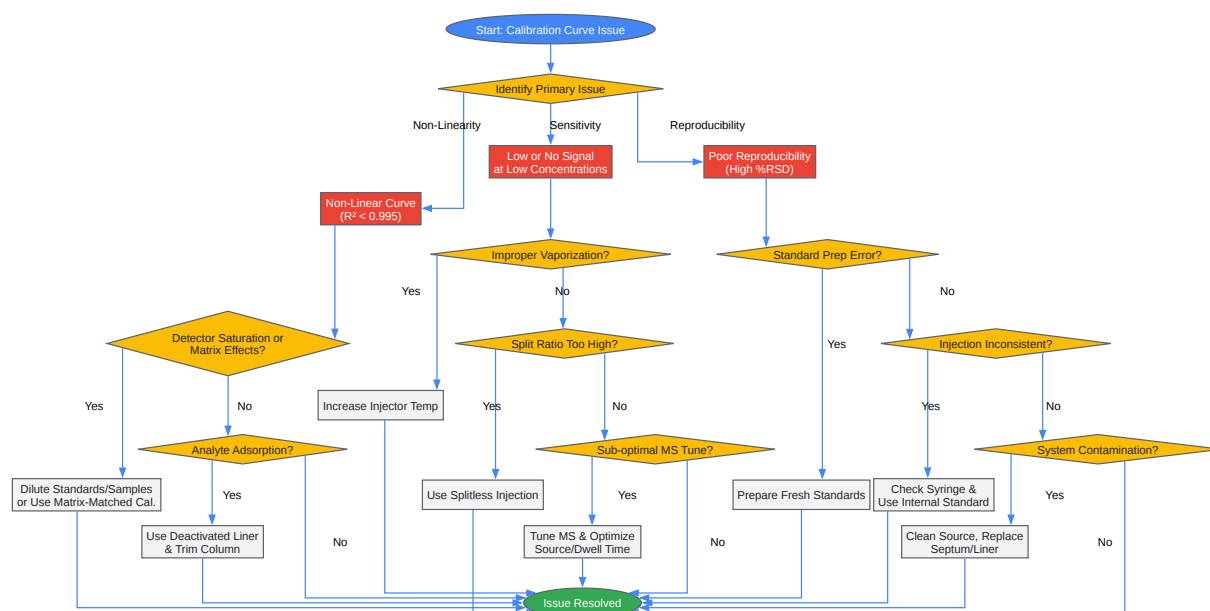 Start: Calibration Curve Issue
Identify Primary Issue
Non-Linearity
Sensitivity
Reproducibility
Low or No Signal
at Low Concentrations
Poor Reproducibility
(High %RSD)
Non-Linear Curve
(R² < 0.995)
Improper Vaporization?
Standard Prep Error?
Yes
No
No
Detector Saturation or
Matrix Effects?
Split Ratio Too High?
Yes
Injection Inconsistent?
Increase Injector Temp
Yes
No
Yes
No
Yes
No
Analyte Adsorption?
Sub-optimal MS Tune?
System Contamination?
Dilute Standards/Samples
or Use Matrix-Matched Cal.
Yes
Use Splitless Injection
Yes
Prepare Fresh Standards
Check Syringe &
Use Internal Standard
Yes
Use Deactivated Liner
& Trim Column
No
Tune MS & Optimize
Source/Dwell Time
No
Clean Source, Replace
Septum/Liner
No
Issue Resolved